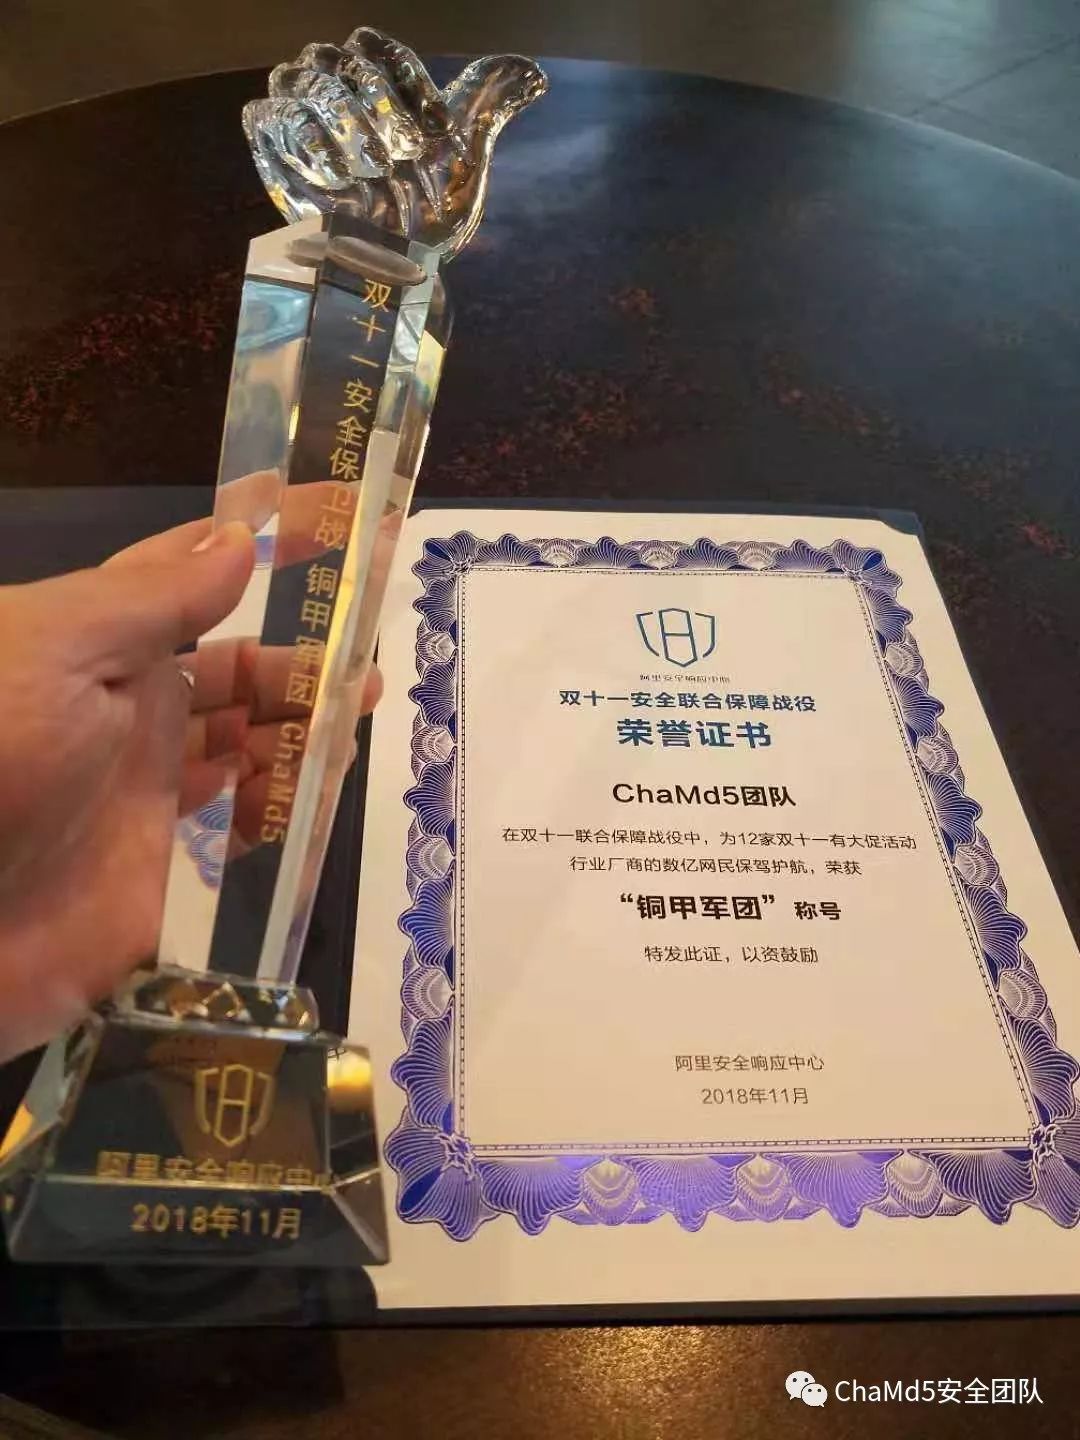 双十一安全保卫战 铜甲军团 ChaMd5
阿里安全响应中心
2018年11月
阿里安全响应中心
双十一安全联合保障战役
荣誉证书
ChaMd5团队
在双十一联合保障战役中，为12家双十一有大促活动
行业厂商的数亿网民保驾护航，荣获
“铜甲军团” 称号
特发此证，以资鼓励
阿里安全响应中心
2018年11月
ChaMd5安全团队